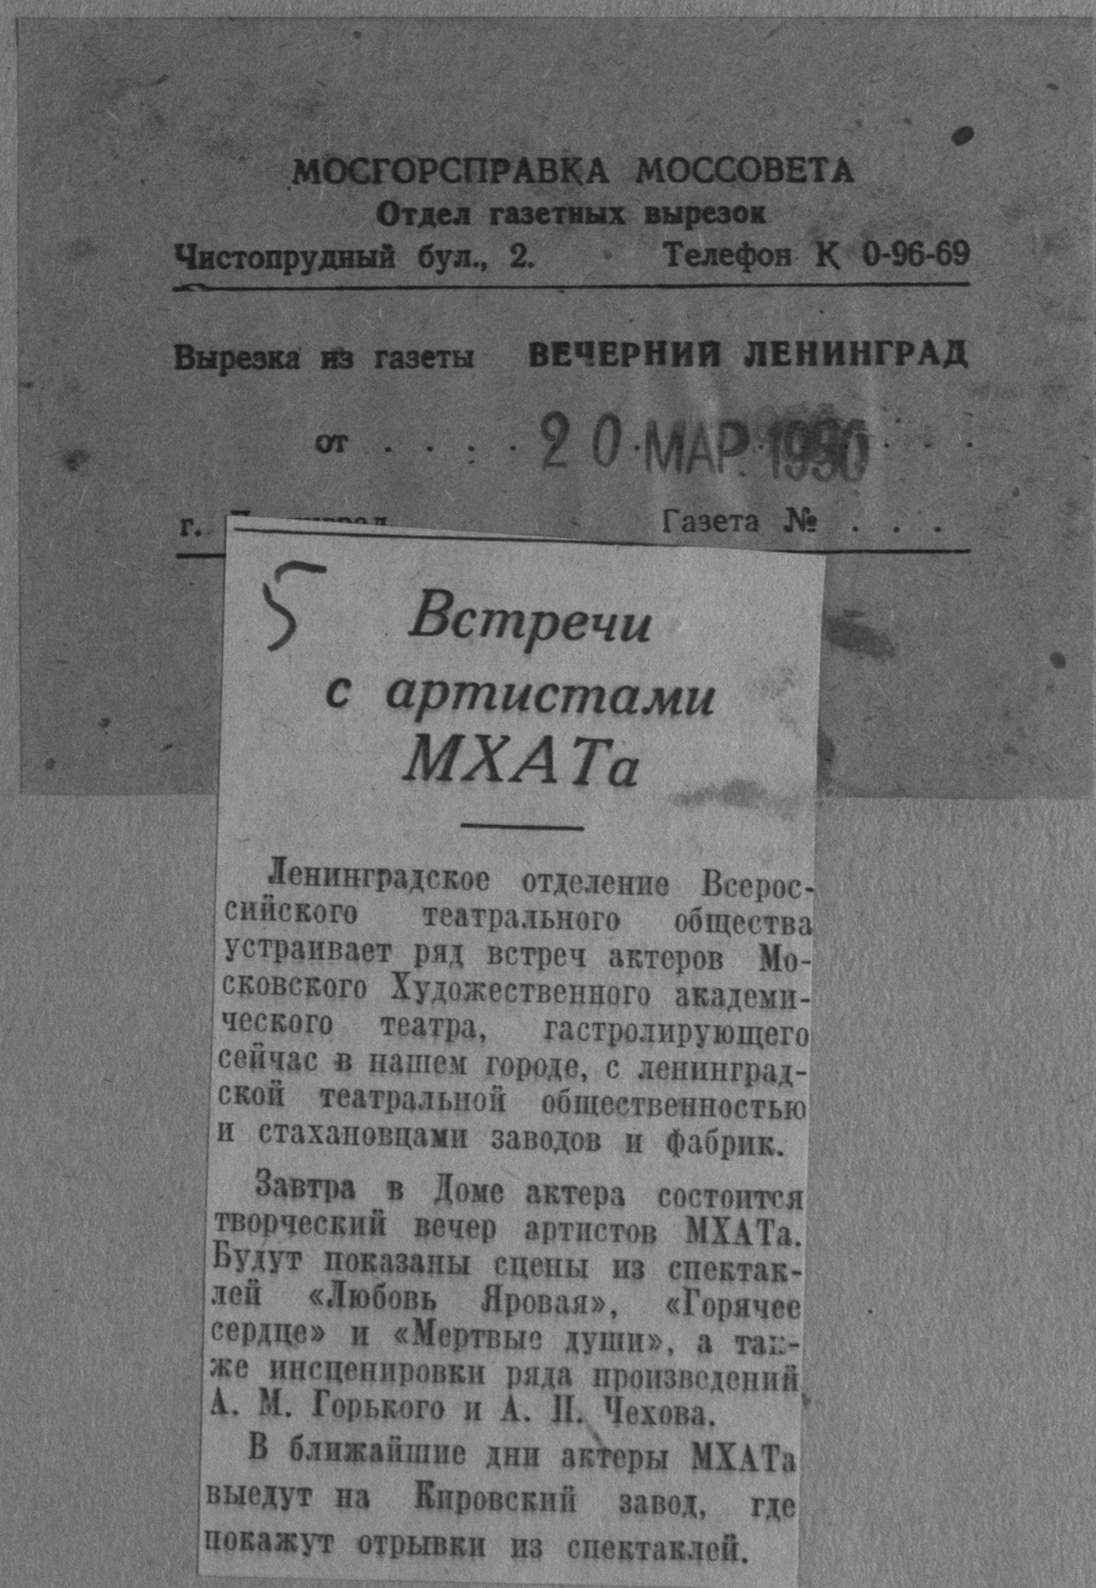 МОСГОРСПРАВКА МОССОВЕТА
Отдел газетных вырезок
Чистопрудный бул., 2. Телефон К 0-96-69
Вырезка из газеты ВЕЧЕРНИЙ ЛЕНИНГРАД
от . . . . 20 МАР. 1950 . . .
г. Газета № . . .
5
Встречи
с артистами
МХАТа
Ленинградское отделение Всерос-
сийского театрального общества
устраивает ряд встреч актеров Мо-
сковского Художественного академи-
ческого театра, гастролирующего
сейчас в нашем городе, с ленинград-
ской театральной общественностью
и стахановцами заводов и фабрик.
Завтра в Доме актера состоится
творческий вечер артистов МХАТа.
Будут показаны сцены из спектак-
лей «Любовь Яровая», «Горячее
сердце» и «Мертвые души», а так-
же инсценировки ряда произведений
А. М. Горького и А. П. Чехова.
В ближайшие дни актеры МХАТа
выедут на Кировский завод, где
покажут отрывки из спектаклей.